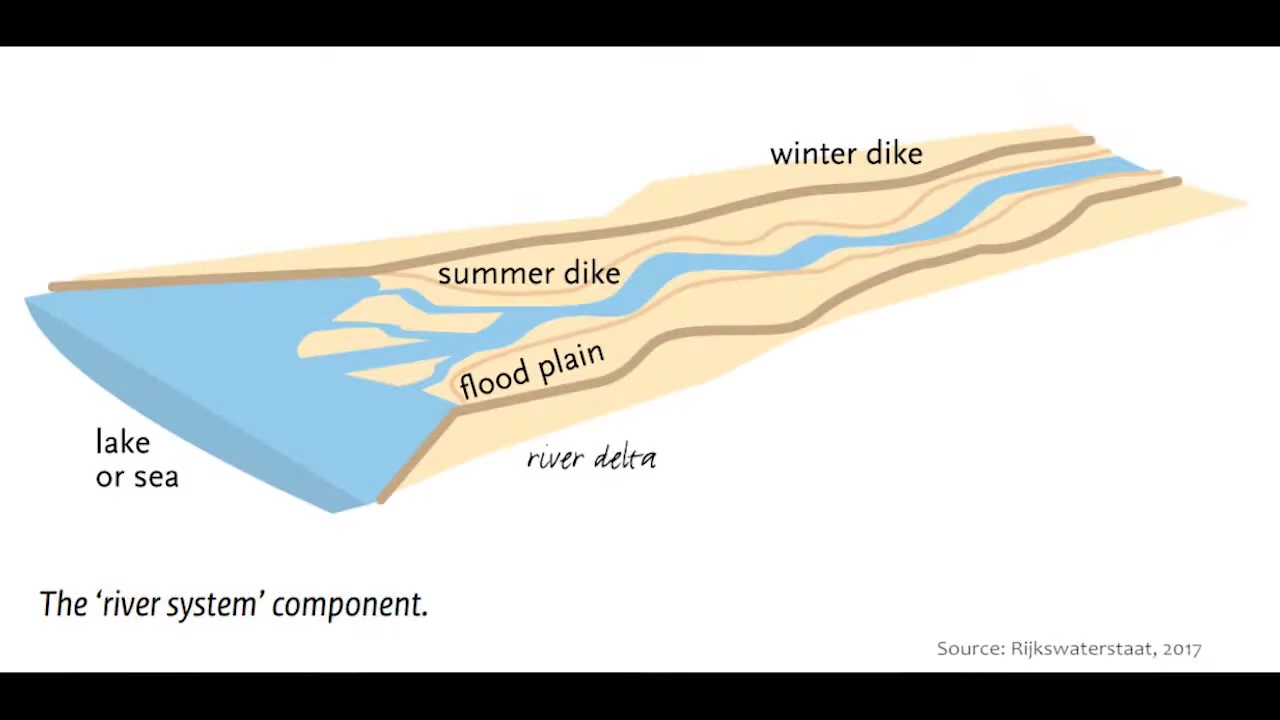 winter dike
summer dike
flood plain
lake
or sea
river delta
The ‘river system’ component.
Source: Rijkswaterstaat, 2017